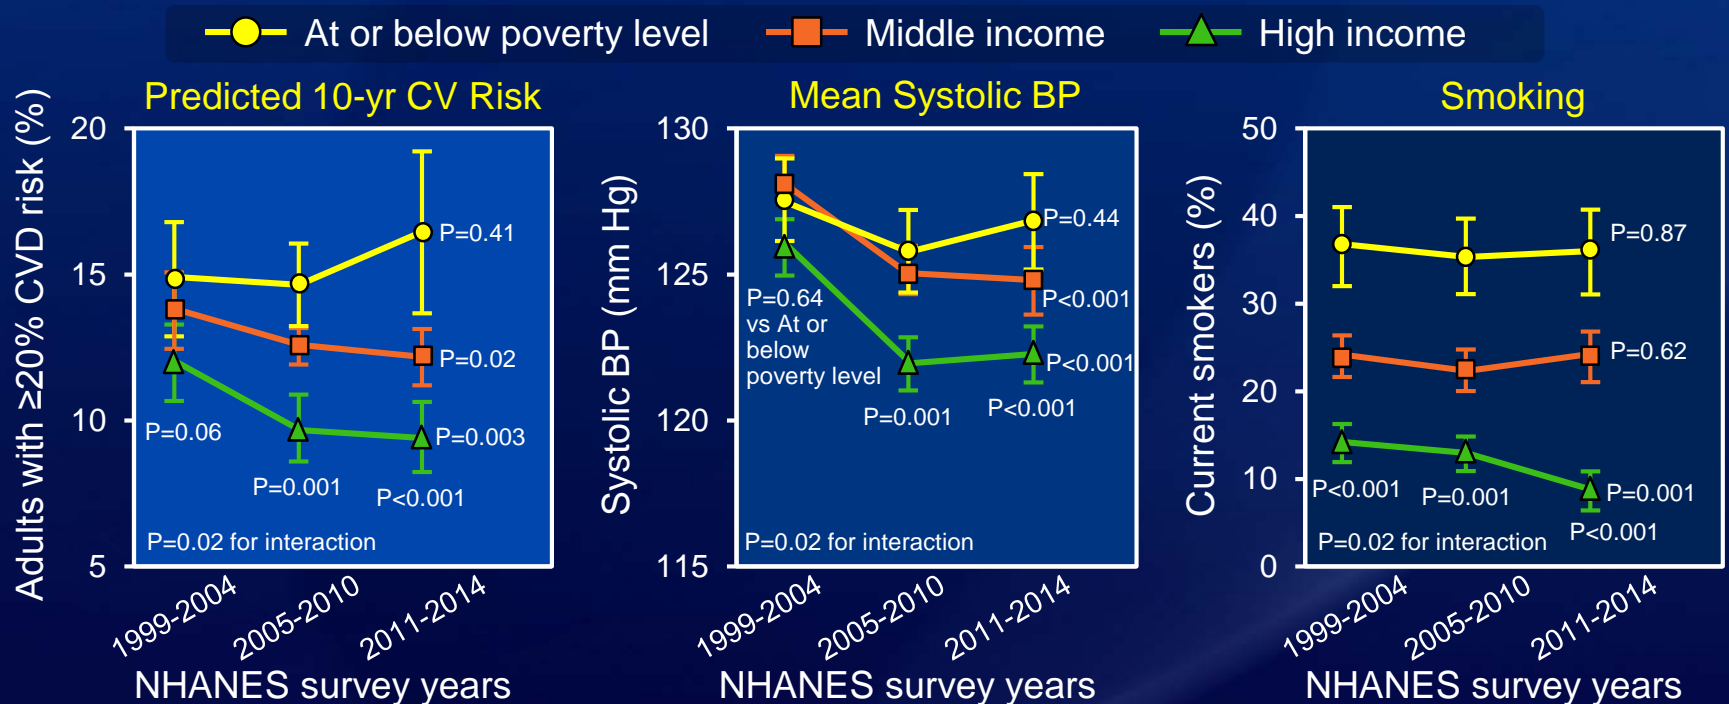 At or below poverty level
Middle income
High income
Predicted 10-yr CV Risk
Adults with ≥20% CVD risk (%)
20
15
10
5
P=0.41
P=0.02
P=0.06
P=0.003
P=0.001
P<0.001
P=0.02 for interaction
1999-2004
2005-2010
2011-2014
NHANES survey years
Mean Systolic BP
Systolic BP (mm Hg)
130
125
120
115
P=0.44
P=0.64
vs At or
below
poverty level
P<0.001
P<0.001
P=0.001
P<0.001
P=0.02 for interaction
1999-2004
2005-2010
2011-2014
NHANES survey years
Smoking
Current smokers (%)
50
40
30
20
10
0
P=0.87
P=0.62
P<0.001
P=0.001
P=0.001
P<0.001
P=0.02 for interaction
1999-2004
2005-2010
2011-2014
NHANES survey years